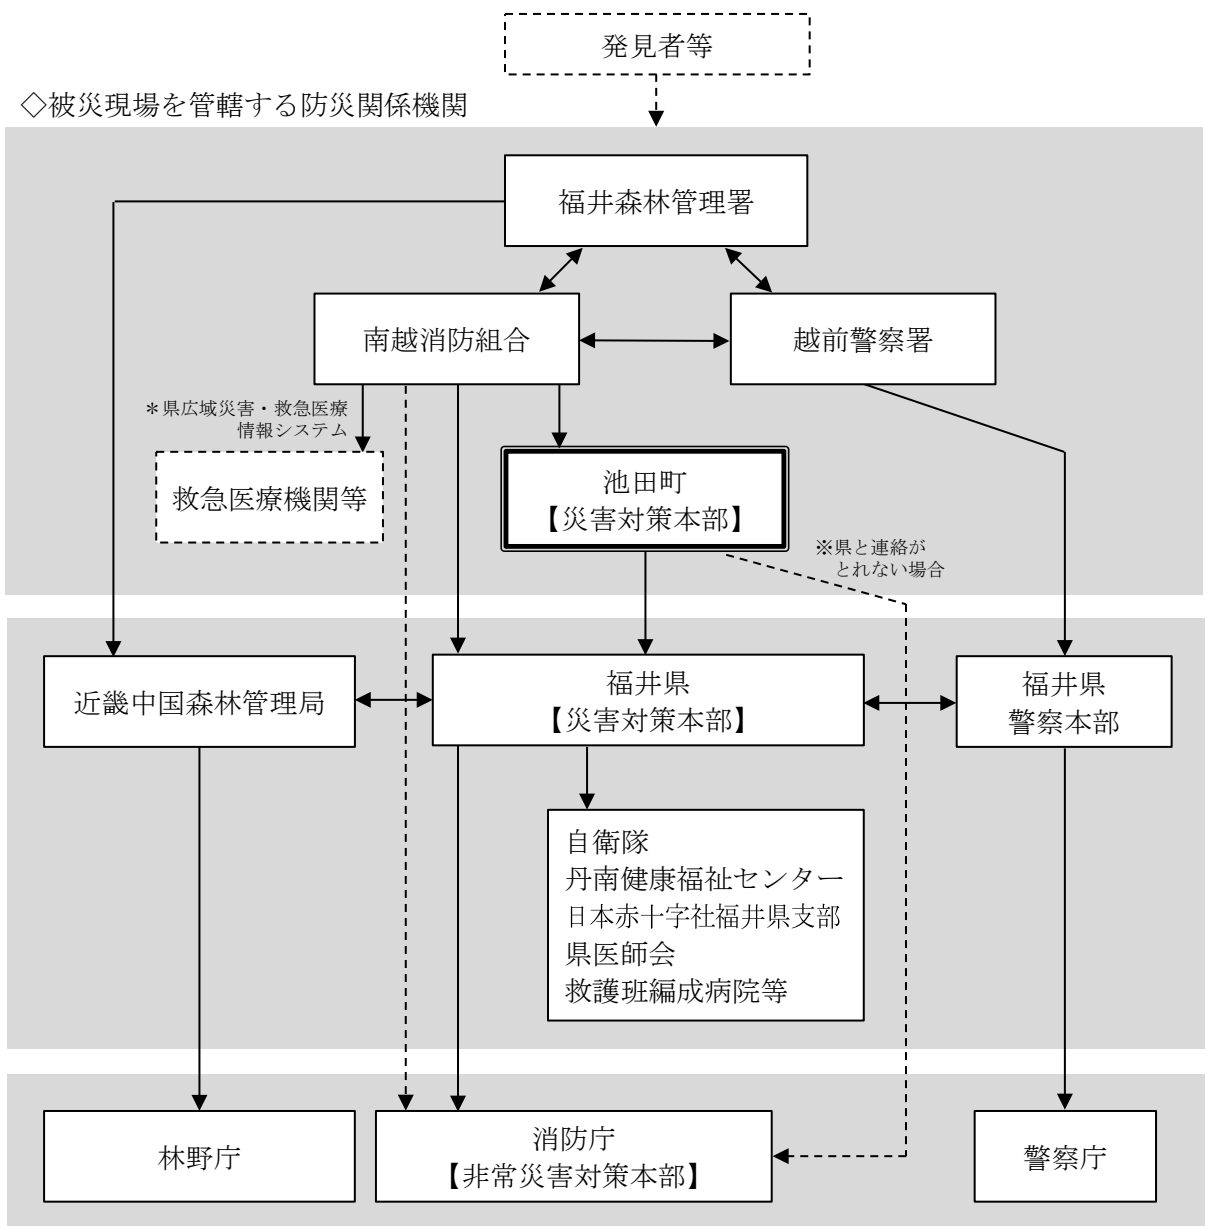 発見者等
◇被災現場を管轄する防災関係機関
福井森林管理署
南越消防組合
越前警察署
＊県広域災害・救急医療
情報システム
救急医療機関等
池田町
【災害対策本部】
※県と連絡が
とれない場合
近畿中国森林管理局
福井県
【災害対策本部】
福井県
警察本部
自衛隊
丹南健康福祉センター
日本赤十字社福井県支部
県医師会
救護班編成病院等
林野庁
消防庁
【非常災害対策本部】
警察庁